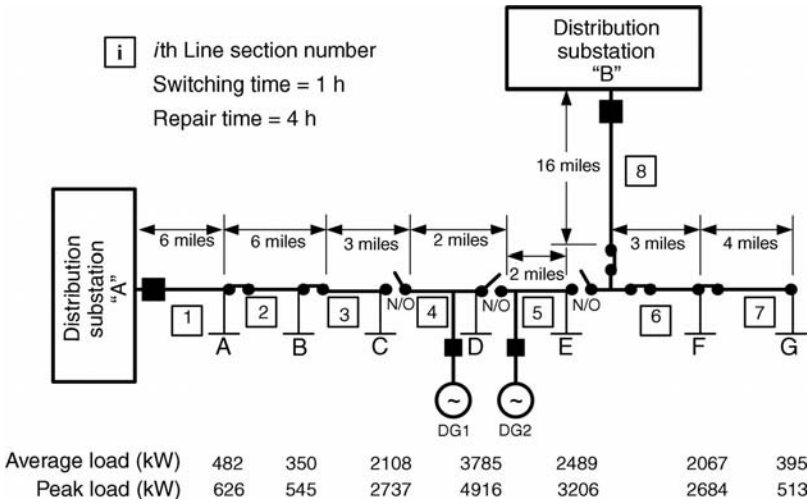 i ith Line section number
Switching time = 1 h
Repair time = 4 h
Distribution
substation
“B”
16 miles
8
Distribution
substation
“A”
6 miles
6 miles
3 miles
2 miles
2 miles
3 miles
4 miles
1
2
3
N/O
4
N/O
5
N/O
6
7
A
B
C
D
E
F
G
~
~
DG1
DG2
Average load (kW) 482 350 2108 3785 2489 2067 395
Peak load (kW) 626 545 2737 4916 3206 2684 513